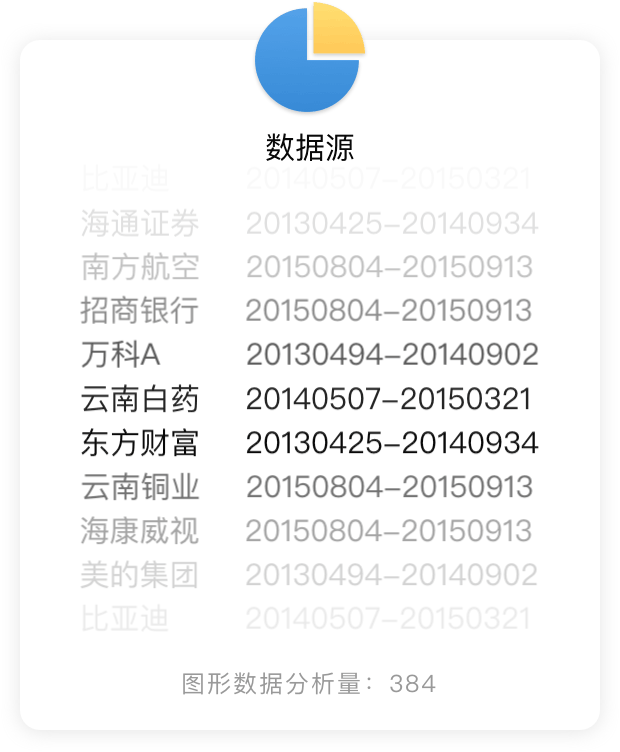 数据源
比亚迪 20140507-20150321
海通证券 20130425-20140934
南方航空 20150804-20150913
招商银行 20150804-20150913
万科A 20130494-20140902
云南白药 20140507-20150321
东方财富 20130425-20140934
云南铜业 20150804-20150913
海康威视 20150804-20150913
美的集团 20130494-20140902
比亚迪 20140507-20150321
图形数据分析量：384